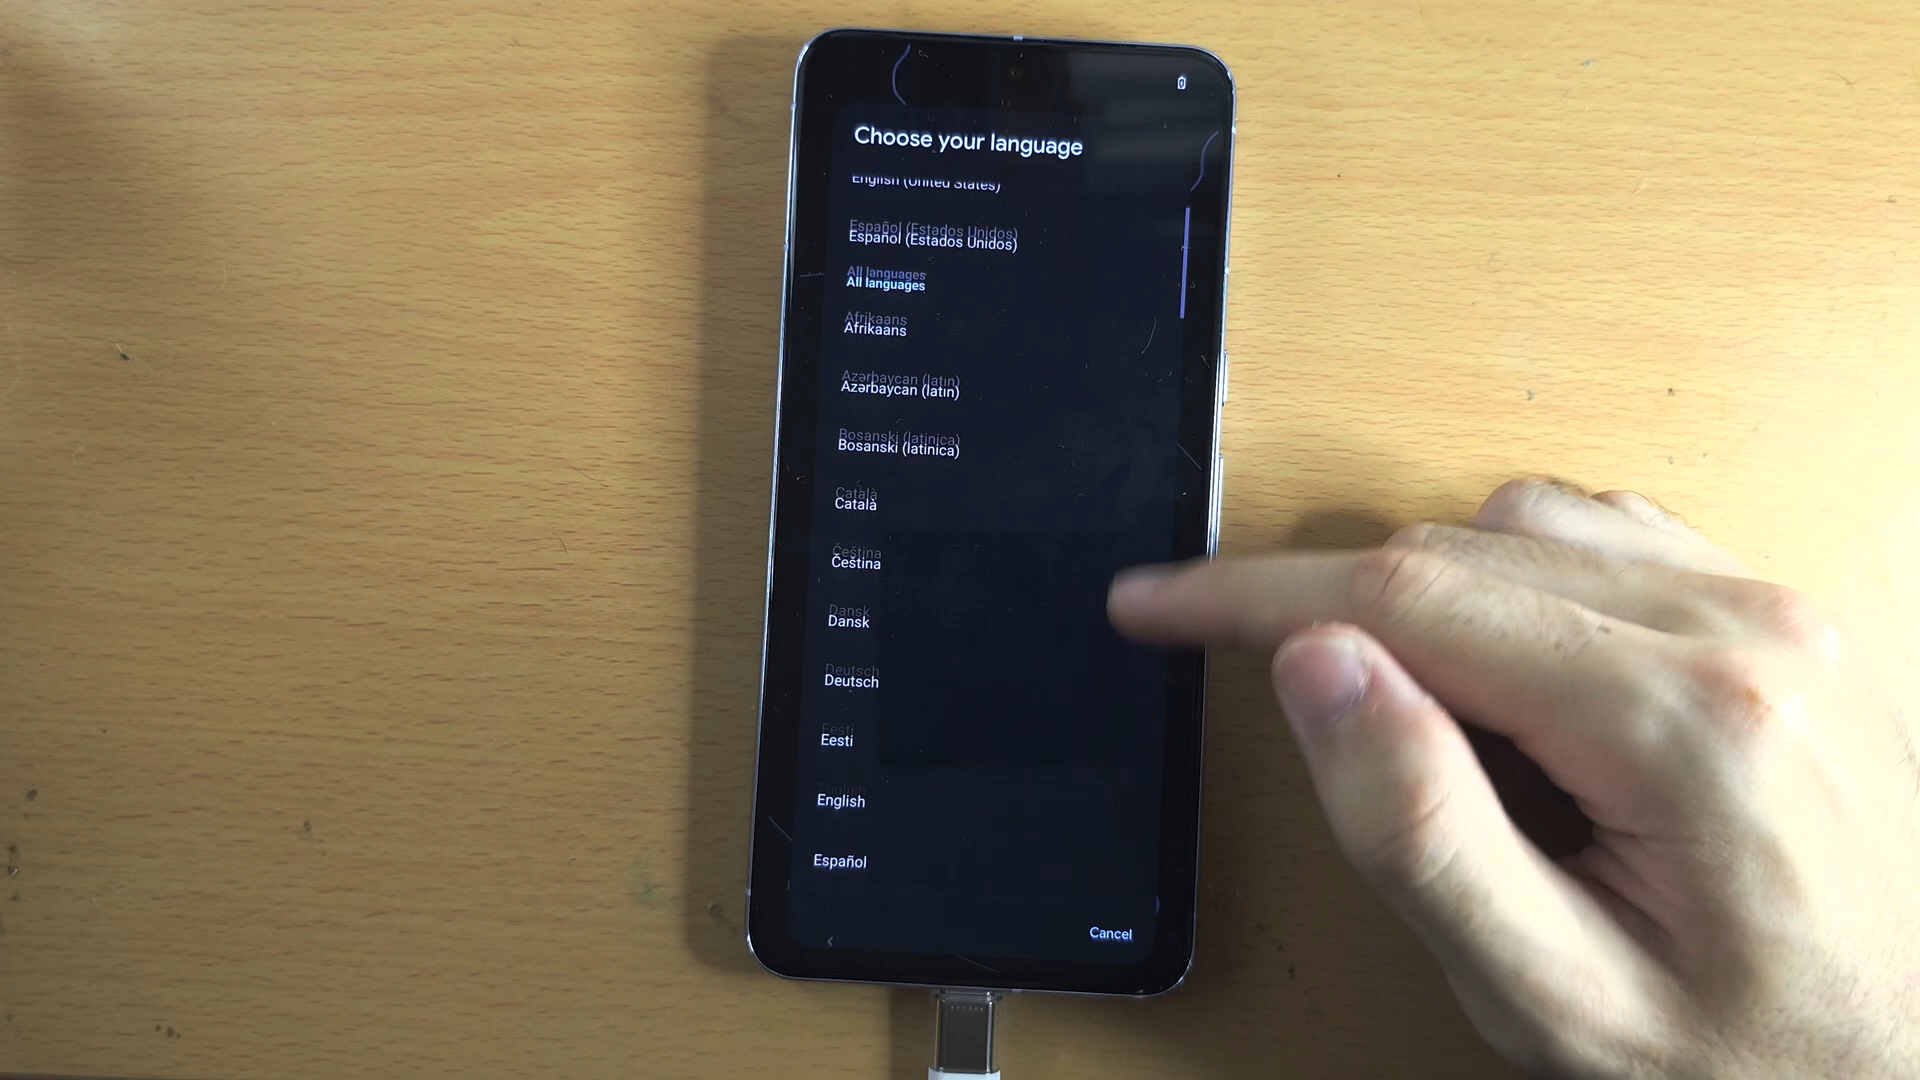 Choose your language
English (United States)
Español (Estados Unidos)
All languages
Afrikaans
Azərbaycan (latın)
Bosanski (latinica)
Català
Čeština
Dansk
Deutsch
Eesti
English
Español
Cancel